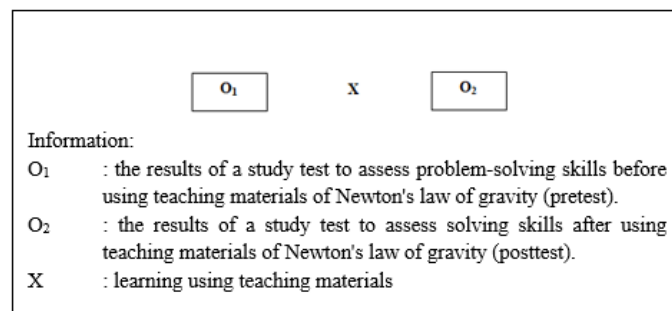 O₁ X O₂
Information:
O₁ : the results of a study test to assess problem-solving skills before
using teaching materials of Newton's law of gravity (pretest).
O₂ : the results of a study test to assess solving skills after using
teaching materials of Newton's law of gravity (posttest).
X : learning using teaching materials